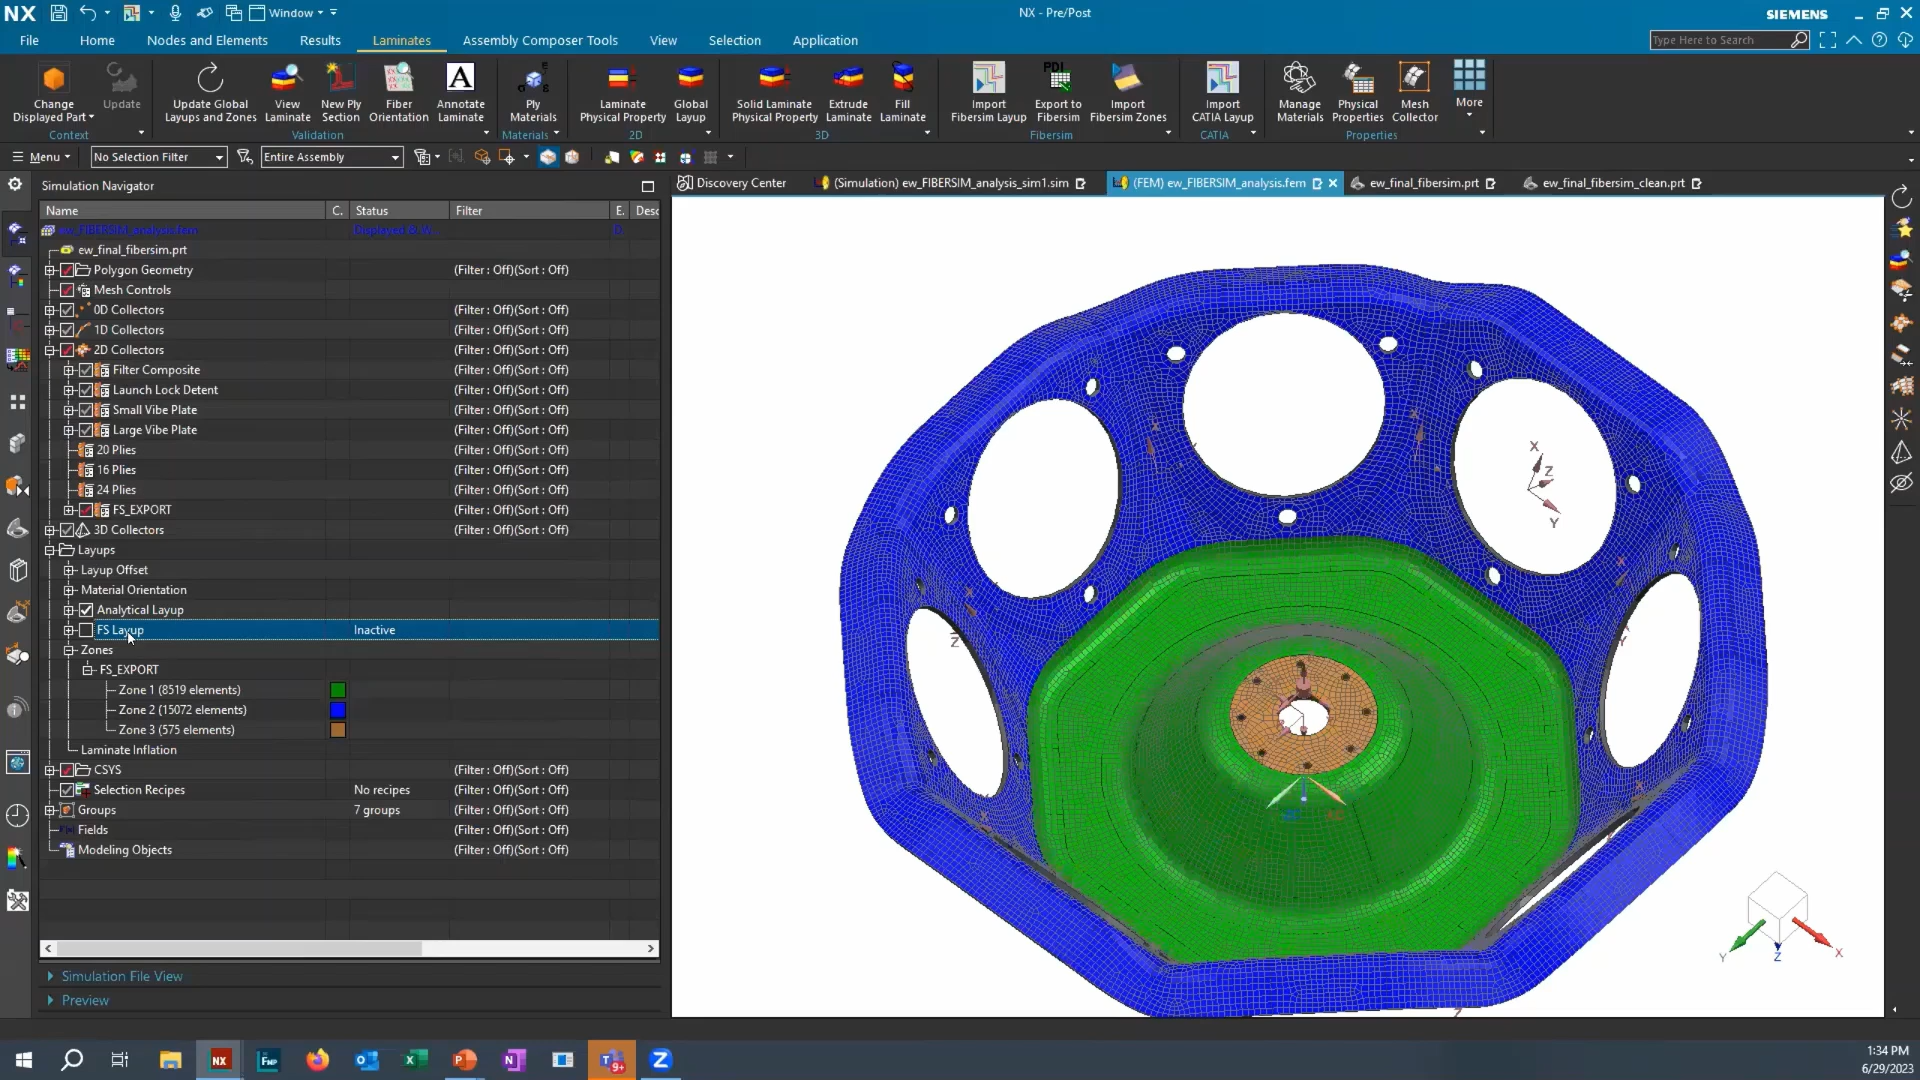 NX
Window
NX - Pre/Post
SIEMENS
File Home Nodes and Elements Results Laminates Assembly Composer Tools View Selection Application
Type Here to Search
Change Displayed Part
Update
Context
Update Global Layups and Zones
View Laminate
New Ply Section
Fiber Orientation
A
Annotate Laminate
Validation
Ply Materials
Materials
Laminate Physical Property
Global Layup
2D
Solid Laminate Physical Property
Extrude Laminate
Fill Laminate
3D
Import Fibersim Layup
PDI
Export to Fibersim
Import Fibersim Zones
Fibersim
Import CATIA Layup
CATIA
Manage Materials
Physical Properties
Mesh Collector
Properties
More
Menu
No Selection Filter
Entire Assembly
Simulation Navigator
Discovery Center
(Simulation) ew_FIBERSIM_analysis_sim1.sim
(FEM) ew_FIBERSIM_analysis.fem
ew_final_fibersim.prt
ew_final_fibersim_clean.prt
Name C. Status Filter E. Desc
ew_FIBERSIM_analysis.fem Displayed & W... D.
ew_final_fibersim.prt
Polygon Geometry (Filter : Off)(Sort : Off)
Mesh Controls
0D Collectors (Filter : Off)(Sort : Off)
1D Collectors (Filter : Off)(Sort : Off)
2D Collectors (Filter : Off)(Sort : Off)
Filter Composite (Filter : Off)(Sort : Off)
Launch Lock Detent (Filter : Off)(Sort : Off)
Small Vibe Plate (Filter : Off)(Sort : Off)
Large Vibe Plate (Filter : Off)(Sort : Off)
20 Plies (Filter : Off)(Sort : Off)
16 Plies (Filter : Off)(Sort : Off)
24 Plies (Filter : Off)(Sort : Off)
FS_EXPORT (Filter : Off)(Sort : Off)
3D Collectors (Filter : Off)(Sort : Off)
Layups
Layup Offset
Material Orientation
Analytical Layup
FS Layup Inactive
Zones
FS_EXPORT
Zone 1 (8519 elements)
Zone 2 (15072 elements)
Zone 3 (575 elements)
Laminate Inflation
CSYS (Filter : Off)(Sort : Off)
Selection Recipes No recipes (Filter : Off)(Sort : Off)
Groups 7 groups (Filter : Off)(Sort : Off)
Fields (Filter : Off)(Sort : Off)
Modeling Objects (Filter : Off)(Sort : Off)
Simulation File View
Preview
X
Z
Y
Z
Y
Z
X
NX
FNP
9+
1:34 PM
6/29/2023